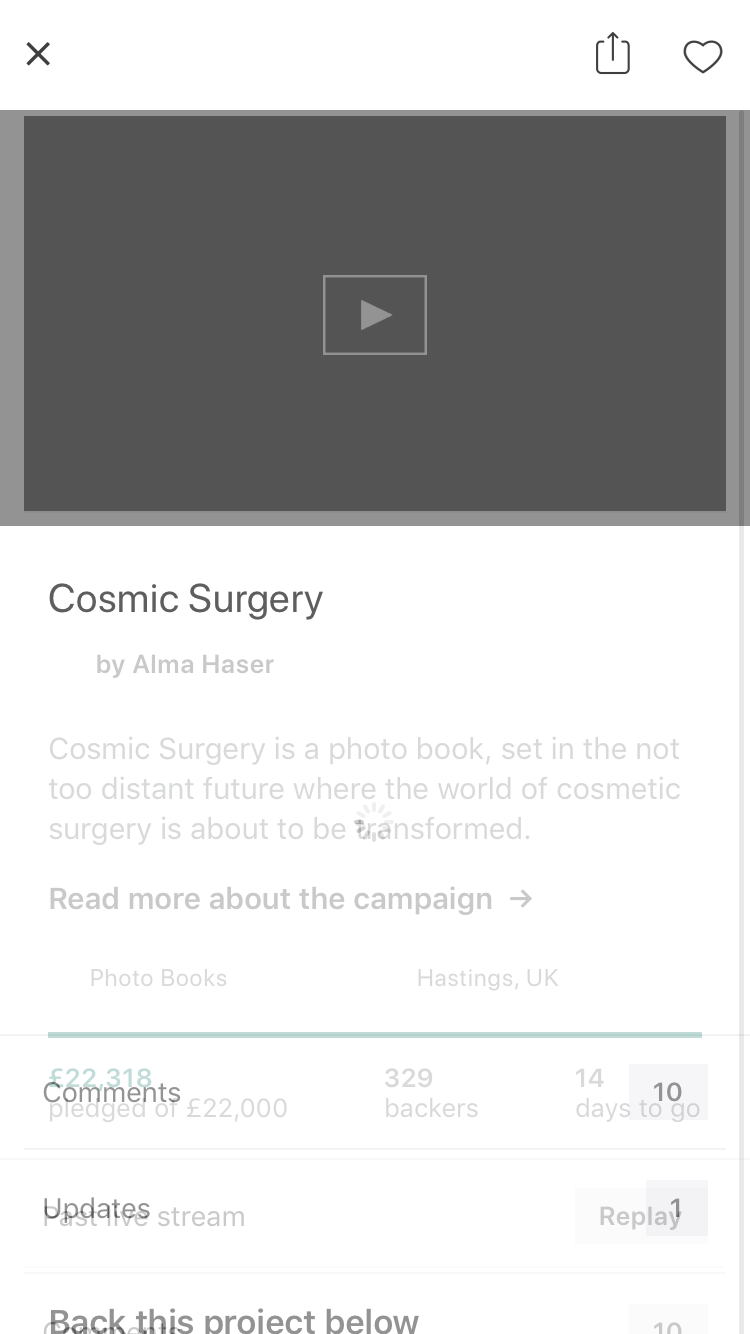 Cosmic Surgery
by Alma Haser
Cosmic Surgery is a photo book, set in the not
too distant future where the world of cosmetic
surgery is about to be transformed.
Read more about the campaign →
Photo Books
Hastings, UK
£22,318
329
14
Comments
10
pledged of £22,000
backers
days to go
Updates
1
Past live stream
Replay
Back this project below
Comments
10